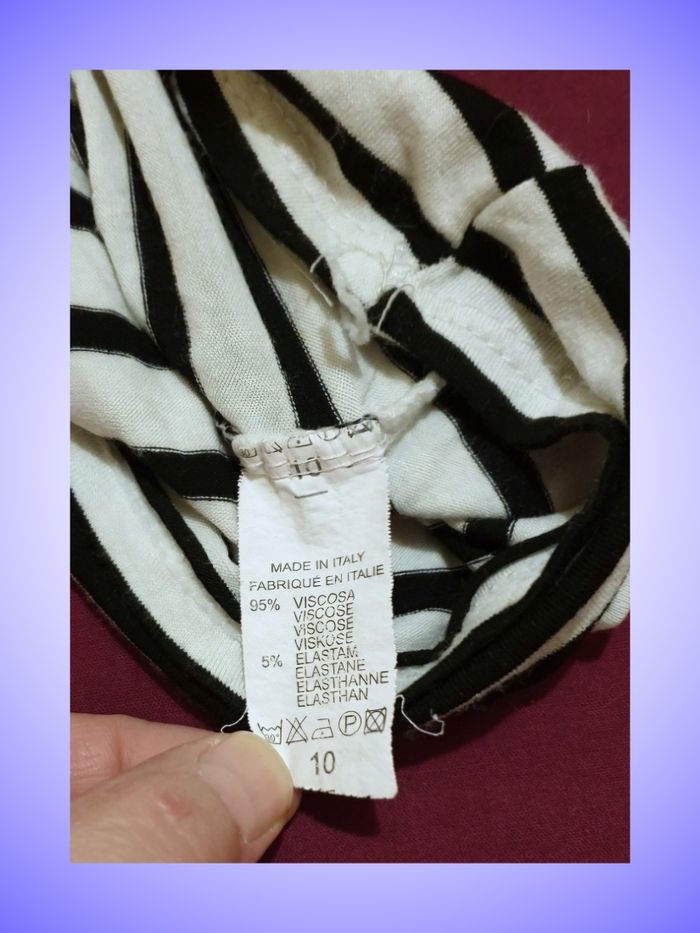 10
MADE IN ITALY
FABRIQUÉ EN ITALIE
95% VISCOSA
VISCOSE
VISCOSE
VISKOSE
5% ELASTAM
ELASTANE
ELASTHANNE
ELASTHAN
P
10